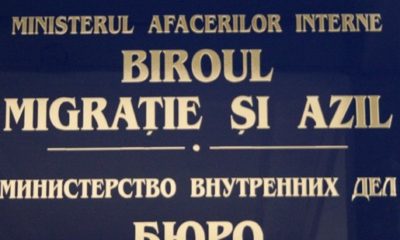 MINISTERUL AFACERILOR INTERNE
BIROUL
MIGRAȚIE ȘI AZIL
МИНИСТЕРСТВО ВНУТРЕННИХ ДЕЛ
БЮРО